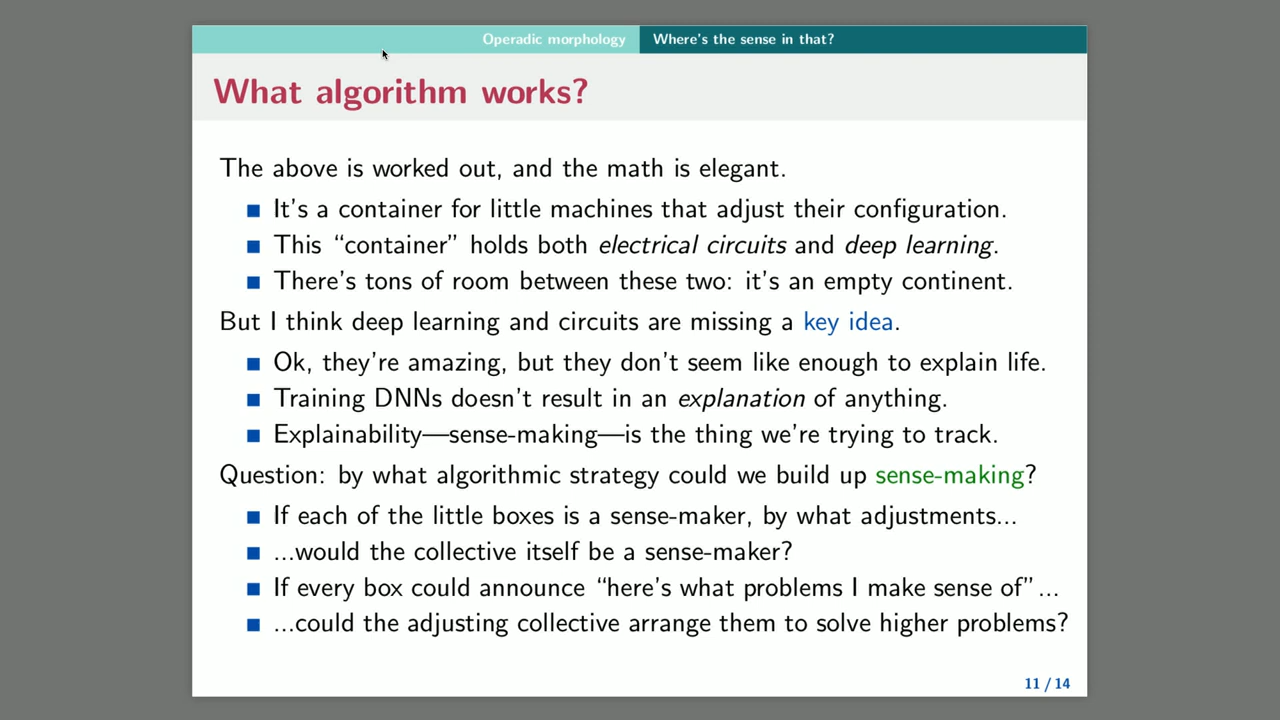 Operadic morphology Where's the sense in that?
What algorithm works?
The above is worked out, and the math is elegant.
It's a container for little machines that adjust their configuration.
This “container” holds both electrical circuits and deep learning.
There's tons of room between these two: it's an empty continent.
But I think deep learning and circuits are missing a key idea.
Ok, they're amazing, but they don't seem like enough to explain life.
Training DNNs doesn't result in an explanation of anything.
Explainability—sense-making—is the thing we're trying to track.
Question: by what algorithmic strategy could we build up sense-making?
If each of the little boxes is a sense-maker, by what adjustments...
...would the collective itself be a sense-maker?
If every box could announce “here's what problems I make sense of”...
...could the adjusting collective arrange them to solve higher problems?
11 / 14